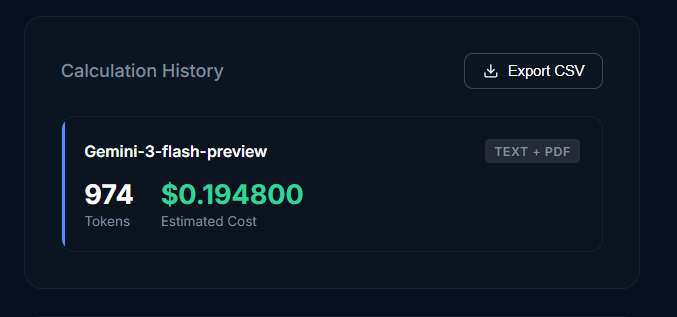 Calculation History
Export CSV
Gemini-3-flash-preview
TEXT + PDF
974 $0.194800
Tokens Estimated Cost